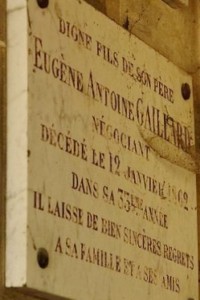 DIGNE FILS DE SON PÈRE
EUGÈNE ANTOINE GAILLARD
NÉGOCIANT
DÉCÉDÉ LE 12 JANVIER 1862
DANS SA 33ME ANNÉE
IL LAISSE DE BIEN SINCÈRES REGRETS
A SA FAMILLE ET A SES AMIS